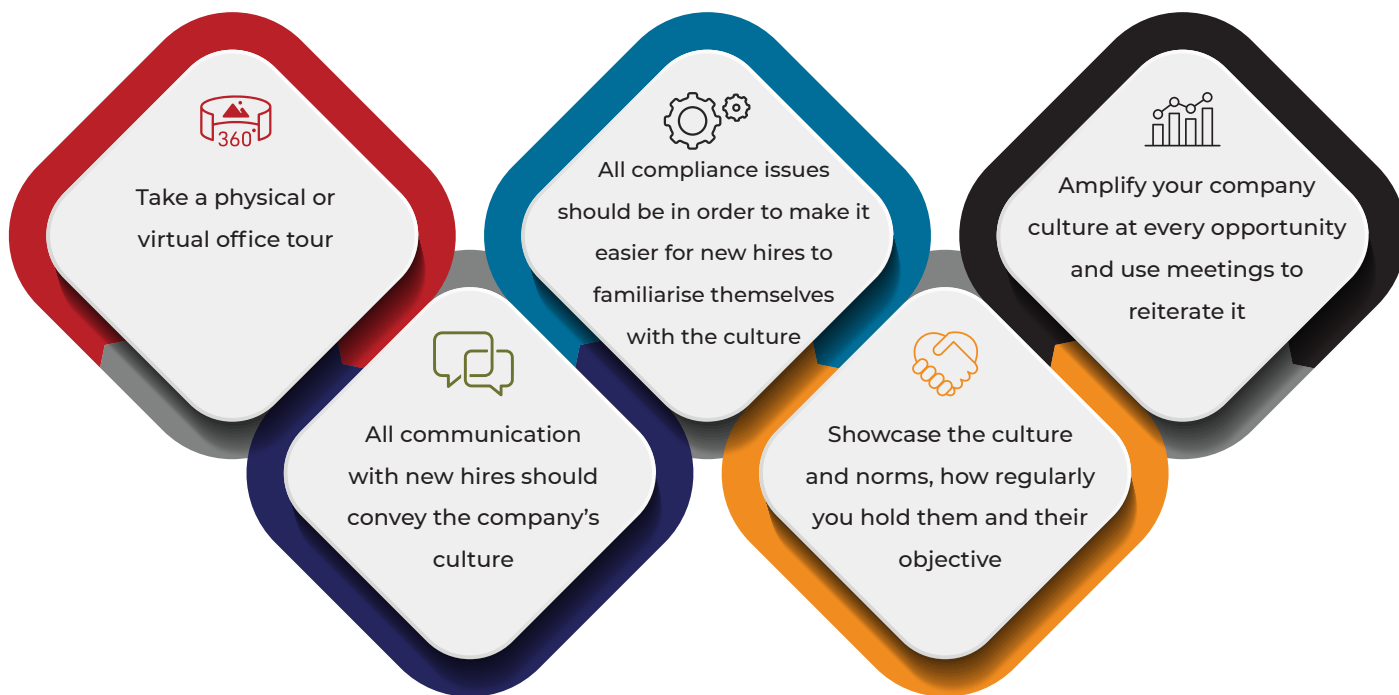 360°
Take a physical or
virtual office tour
All communication
with new hires should
convey the company’s
culture
All compliance issues
should be in order to make it
easier for new hires to
familiarise themselves
with the culture
Showcase the culture
and norms, how regularly
you hold them and their
objective
Amplify your company
culture at every opportunity
and use meetings to
reiterate it